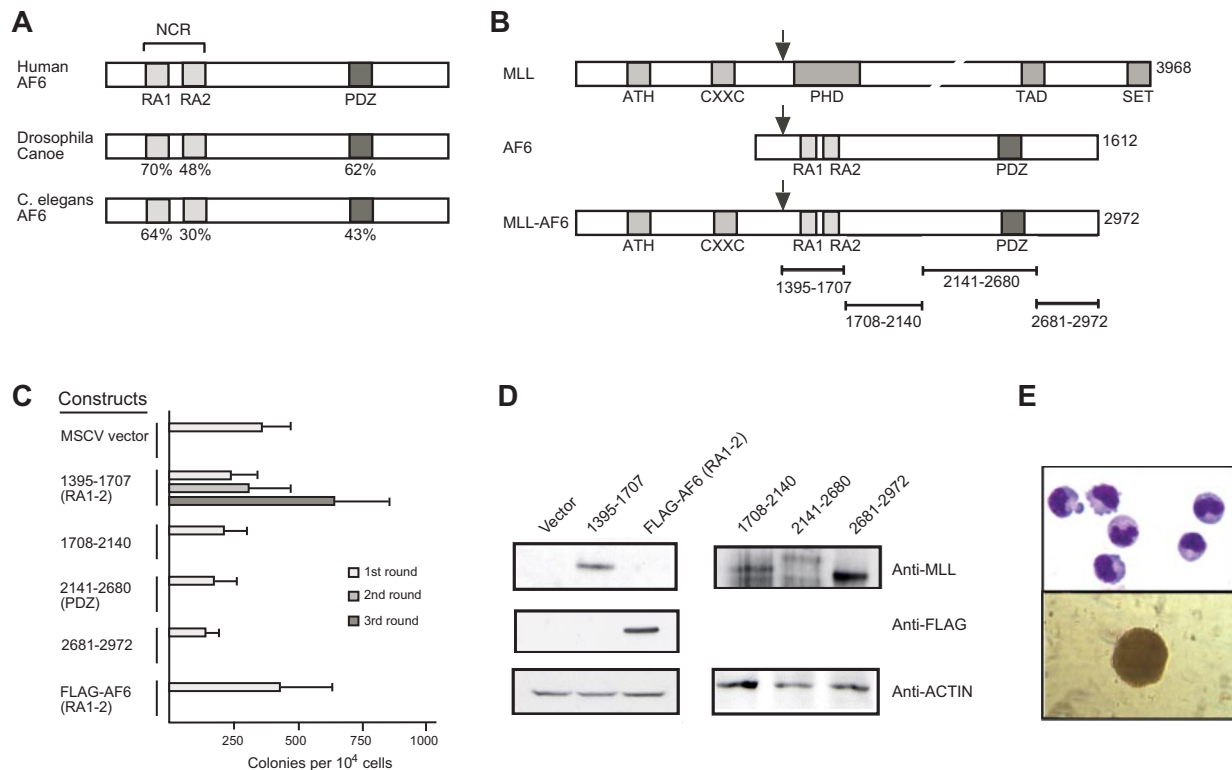 A
NCR
Human
AF6
RA1 RA2 PDZ
Drosophila
Canoe
70% 48% 62%
C. elegans
AF6
64% 30% 43%
B
MLL
3968
ATH CXXC PHD TAD SET
AF6
1612
RA1 RA2 PDZ
MLL-AF6
2972
ATH CXXC RA1 RA2 PDZ
1395-1707
2141-2680
1708-2140
2681-2972
C
Constructs
MSCV vector
1395-1707
(RA1-2)
1708-2140
2141-2680
(PDZ)
2681-2972
FLAG-AF6
(RA1-2)
1st round
2nd round
3rd round
250 500 750 1000
Colonies per 10⁴ cells
D
Vector
1395-1707
FLAG-AF6 (RA1-2)
1708-2140
2141-2680
2681-2972
Anti-MLL
Anti-FLAG
Anti-ACTIN
E